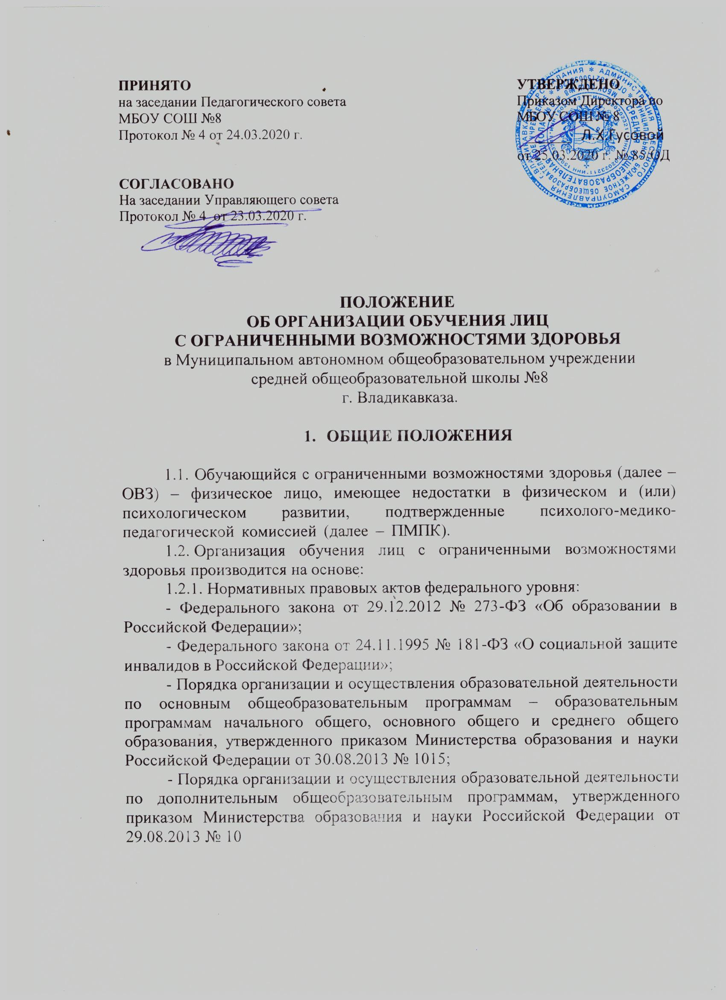 ПРИНЯТО
на заседании Педагогического совета
МБОУ СОШ №8
Протокол № 4 от 24.03.2020 г.
УТВЕРЖДЕНО
Приказом Директора по
МБОУ СОШ № 8
______ Л.Х.Гусовой
от 25.03.2020 г. № 85/ОД
СОГЛАСОВАНО
На заседании Управляющего совета
Протокол № 4 от 23.03.2020 г.
ПОЛОЖЕНИЕ
ОБ ОРГАНИЗАЦИИ ОБУЧЕНИЯ ЛИЦ
С ОГРАНИЧЕННЫМИ ВОЗМОЖНОСТЯМИ ЗДОРОВЬЯ
в Муниципальном автономном общеобразовательном учреждении
средней общеобразовательной школы №8
г. Владикавказа.
1. ОБЩИЕ ПОЛОЖЕНИЯ
1.1. Обучающийся с ограниченными возможностями здоровья (далее –
ОВЗ) – физическое лицо, имеющее недостатки в физическом и (или)
психологическом развитии, подтвержденные психолого-медико-
педагогической комиссией (далее – ПМПК).
1.2. Организация обучения лиц с ограниченными возможностями
здоровья производится на основе:
1.2.1. Нормативных правовых актов федерального уровня:
- Федерального закона от 29.12.2012 № 273-ФЗ «Об образовании в
Российской Федерации»;
- Федерального закона от 24.11.1995 № 181-ФЗ «О социальной защите
инвалидов в Российской Федерации»;
- Порядка организации и осуществления образовательной деятельности
по основным общеобразовательным программам – образовательным
программам начального общего, основного общего и среднего общего
образования, утвержденного приказом Министерства образования и науки
Российской Федерации от 30.08.2013 № 1015;
- Порядка организации и осуществления образовательной деятельности
по дополнительным общеобразовательным программам, утвержденного
приказом Министерства образования и науки Российской Федерации от
29.08.2013 № 10